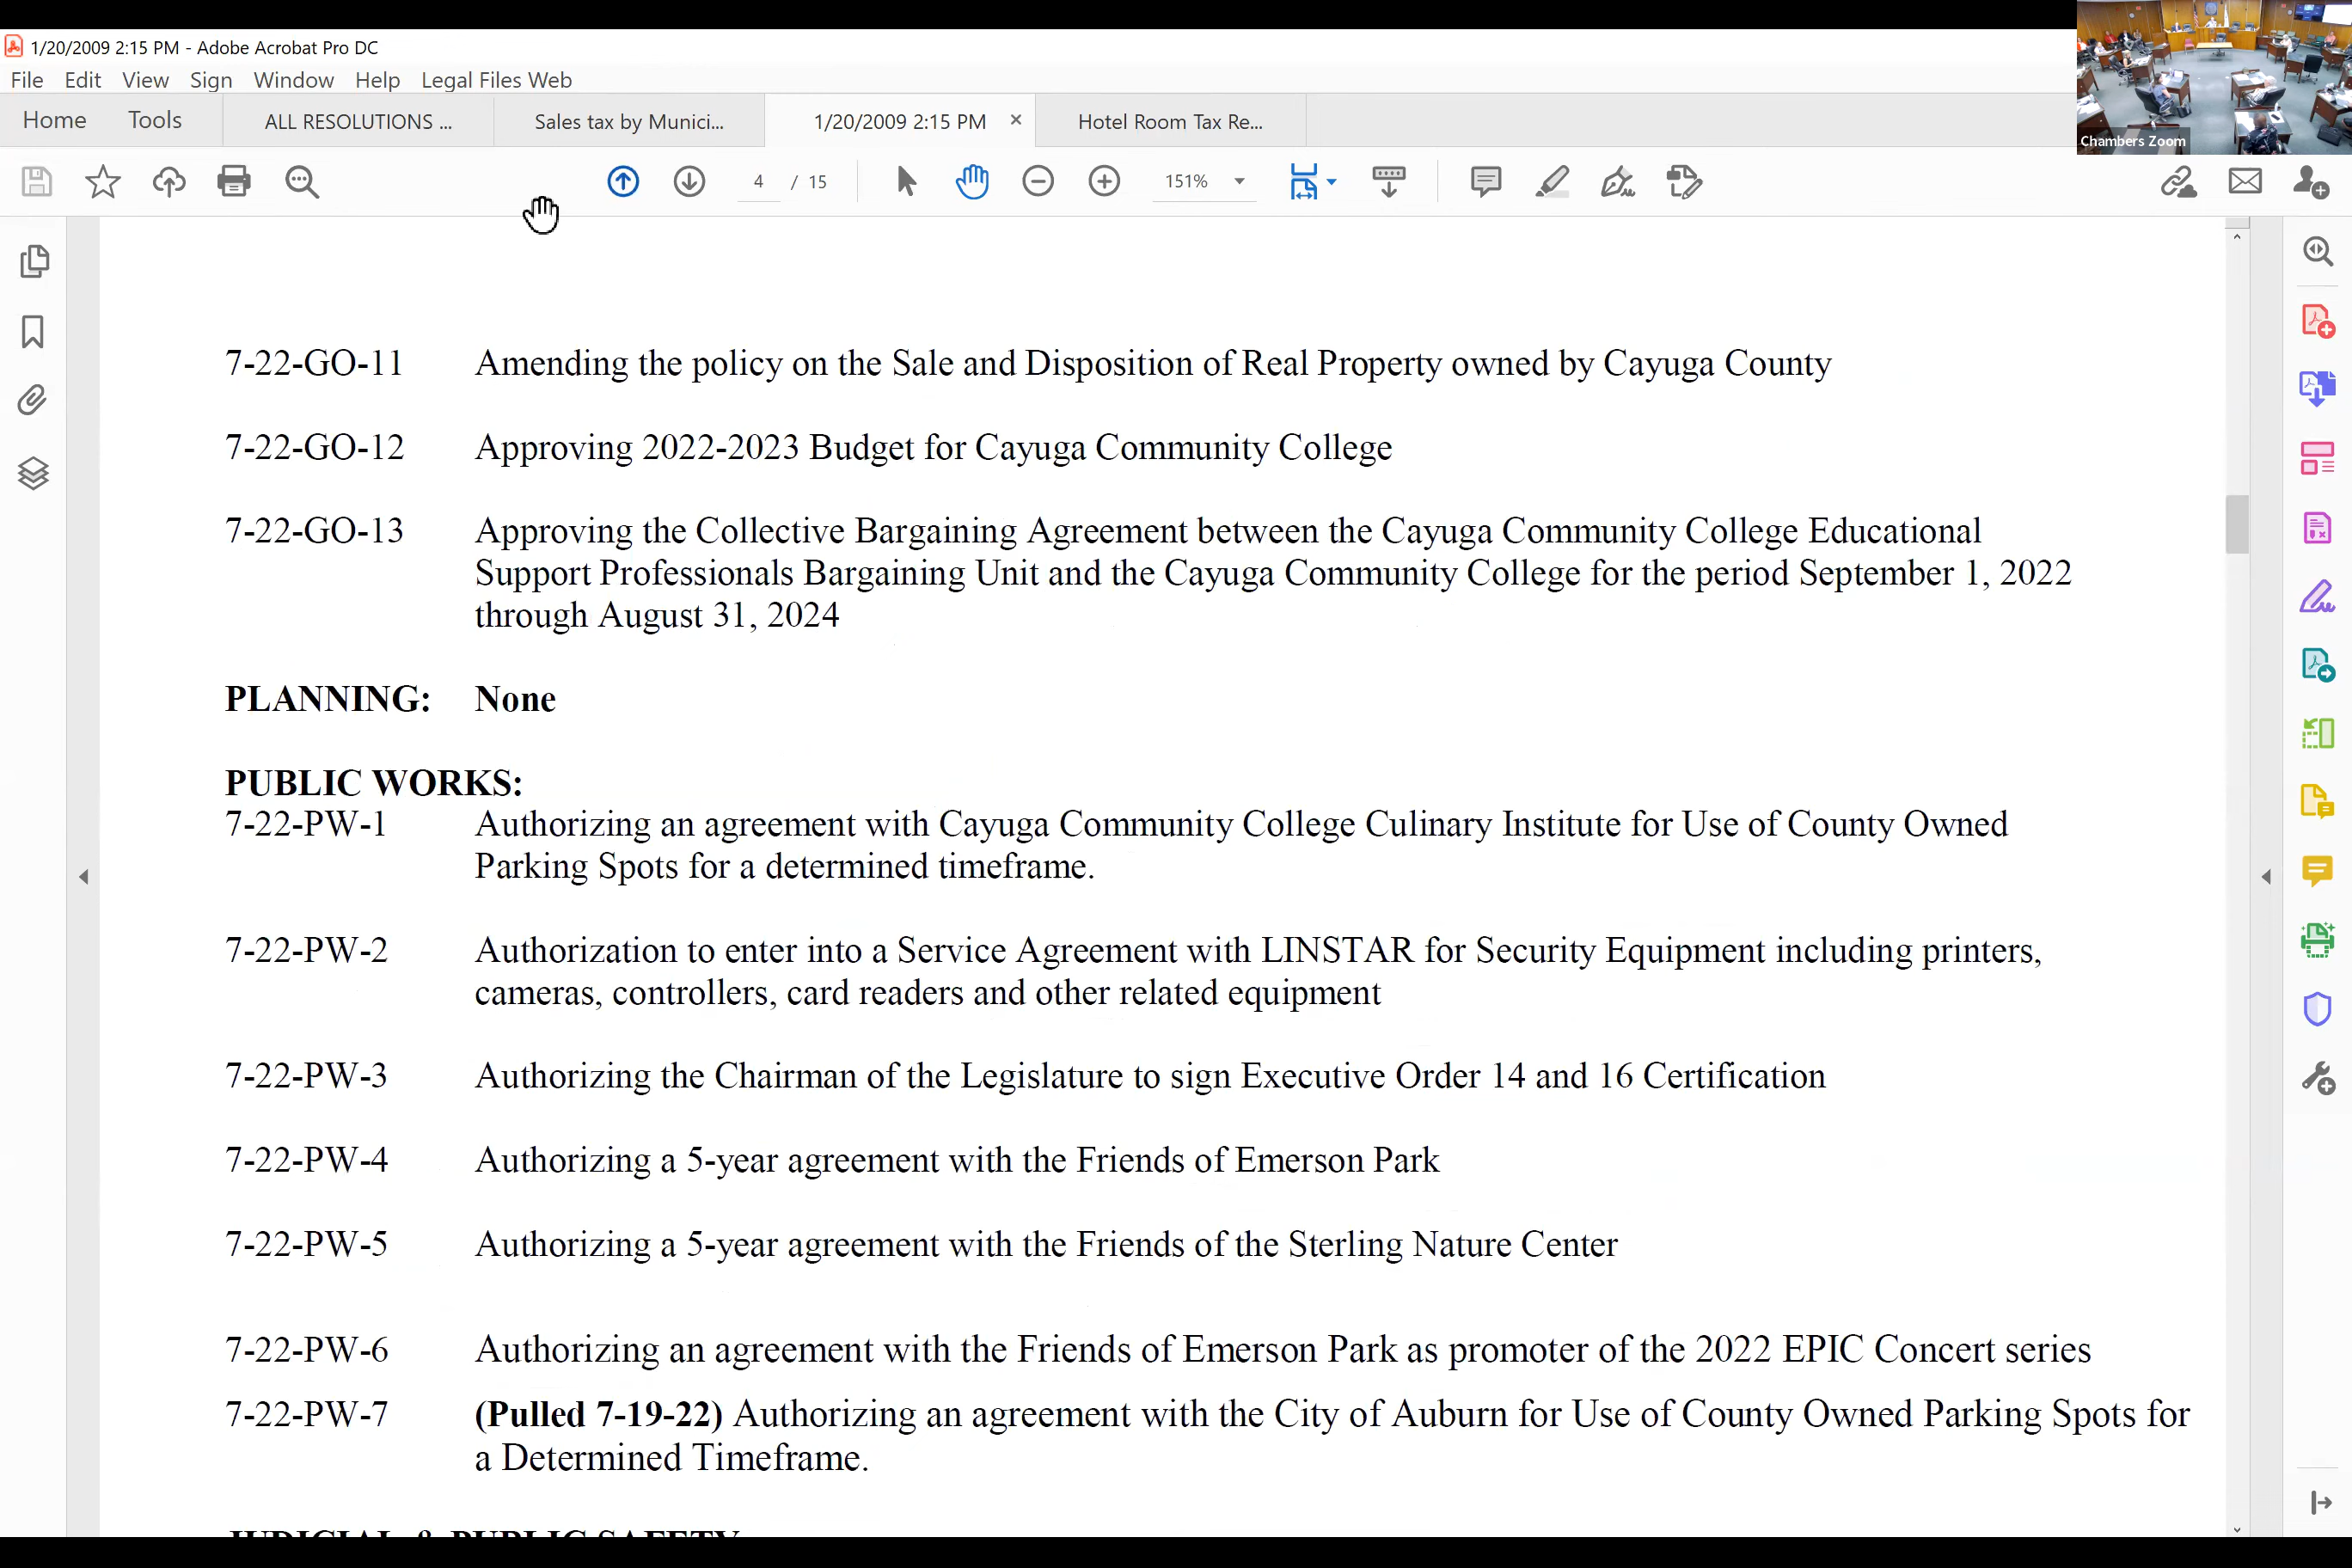 1/20/2009 2:15 PM - Adobe Acrobat Pro DC
File Edit View Sign Window Help Legal Files Web
Home Tools ALL RESOLUTIONS ... Sales tax by Munici... 1/20/2009 2:15 PM × Hotel Room Tax Re...
Chambers Zoom
4 / 15 151%
7-22-GO-11 Amending the policy on the Sale and Disposition of Real Property owned by Cayuga County
7-22-GO-12 Approving 2022-2023 Budget for Cayuga Community College
7-22-GO-13 Approving the Collective Bargaining Agreement between the Cayuga Community College Educational
Support Professionals Bargaining Unit and the Cayuga Community College for the period September 1, 2022
through August 31, 2024
PLANNING: None
PUBLIC WORKS:
7-22-PW-1 Authorizing an agreement with Cayuga Community College Culinary Institute for Use of County Owned
Parking Spots for a determined timeframe.
7-22-PW-2 Authorization to enter into a Service Agreement with LINSTAR for Security Equipment including printers,
cameras, controllers, card readers and other related equipment
7-22-PW-3 Authorizing the Chairman of the Legislature to sign Executive Order 14 and 16 Certification
7-22-PW-4 Authorizing a 5-year agreement with the Friends of Emerson Park
7-22-PW-5 Authorizing a 5-year agreement with the Friends of the Sterling Nature Center
7-22-PW-6 Authorizing an agreement with the Friends of Emerson Park as promoter of the 2022 EPIC Concert series
7-22-PW-7 (Pulled 7-19-22) Authorizing an agreement with the City of Auburn for Use of County Owned Parking Spots for
a Determined Timeframe.
JUDICIAL & PUBLIC SAFETY